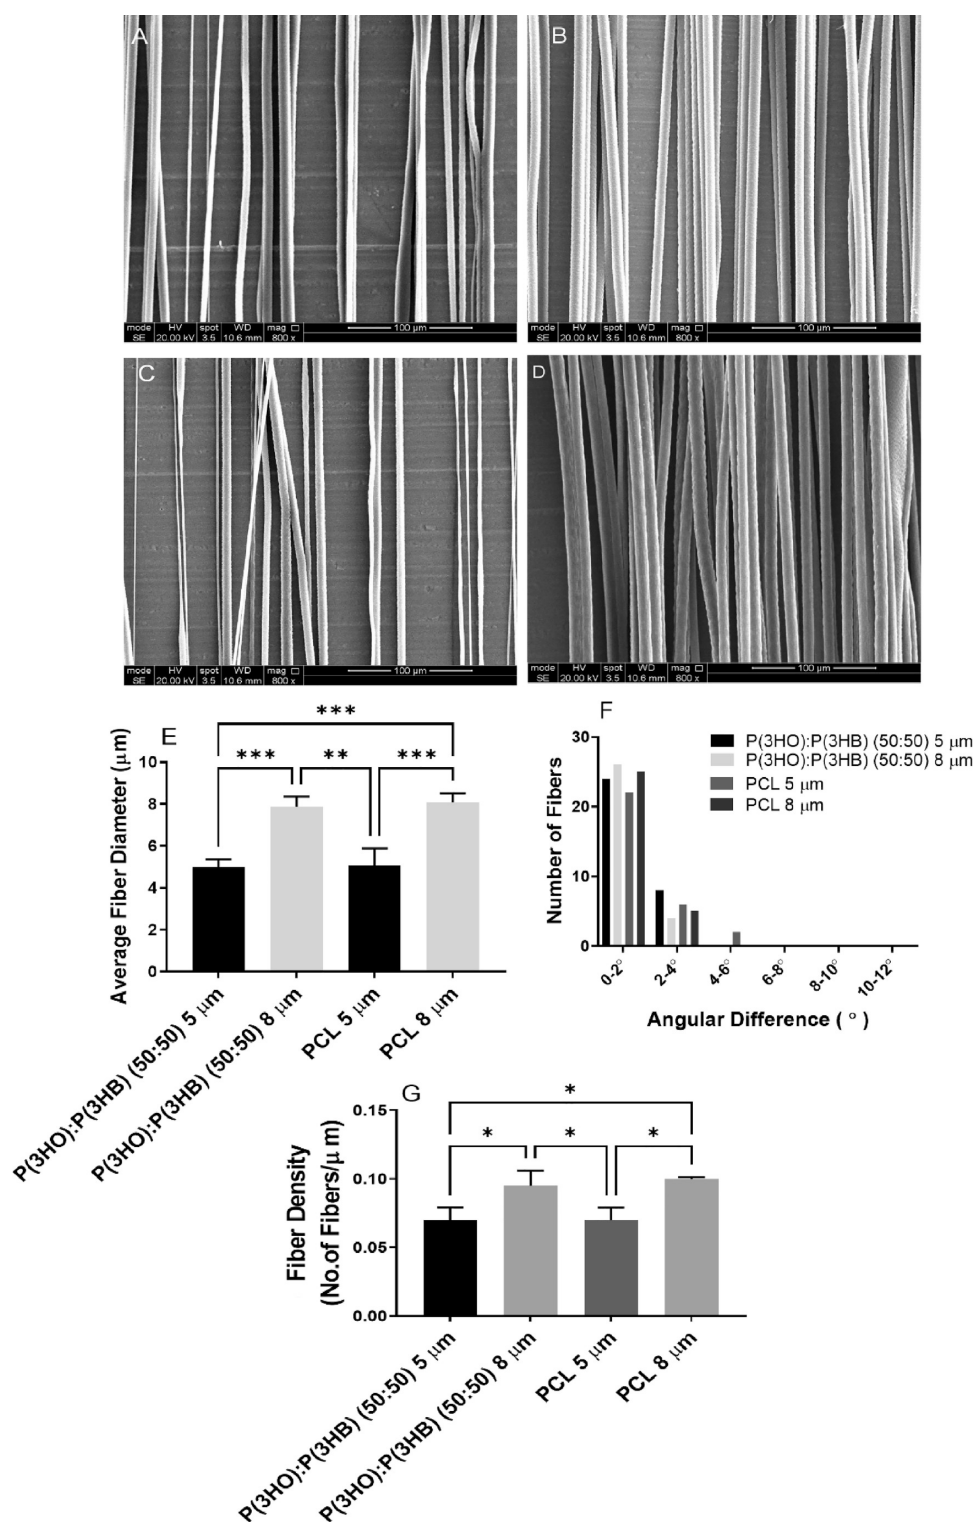 A
mode HV spot WD mag □ 100 µm
SE 20.00 kV 3.5 10.6 mm 800 x
B
mode HV spot WD mag □ 100 µm
SE 20.00 kV 3.5 10.6 mm 800 x
C
mode HV spot WD mag □ 100 µm
SE 20.00 kV 3.5 10.6 mm 800 x
D
mode HV spot WD mag □ 100 µm
SE 20.00 kV 3.5 10.6 mm 800 x
E
***
*** ** ***
Average Fiber Diameter (μm)
10
8
6
4
2
0
P(3HO):P(3HB) (50:50) 5 μm
P(3HO):P(3HB) (50:50) 8 μm
PCL 5 μm
PCL 8 μm
F
P(3HO):P(3HB) (50:50) 5 μm
P(3HO):P(3HB) (50:50) 8 μm
PCL 5 μm
PCL 8 μm
Number of Fibers
30
20
10
0
0-2° 2-4° 4-6° 6-8° 8-10° 10-12°
Angular Difference ( ° )
G
*
* * *
Fiber Density
(No.of Fibers/μ m)
0.15
0.10
0.05
0.00
P(3HO):P(3HB) (50:50) 5 μm
P(3HO):P(3HB) (50:50) 8 μm
PCL 5 μm
PCL 8 μm